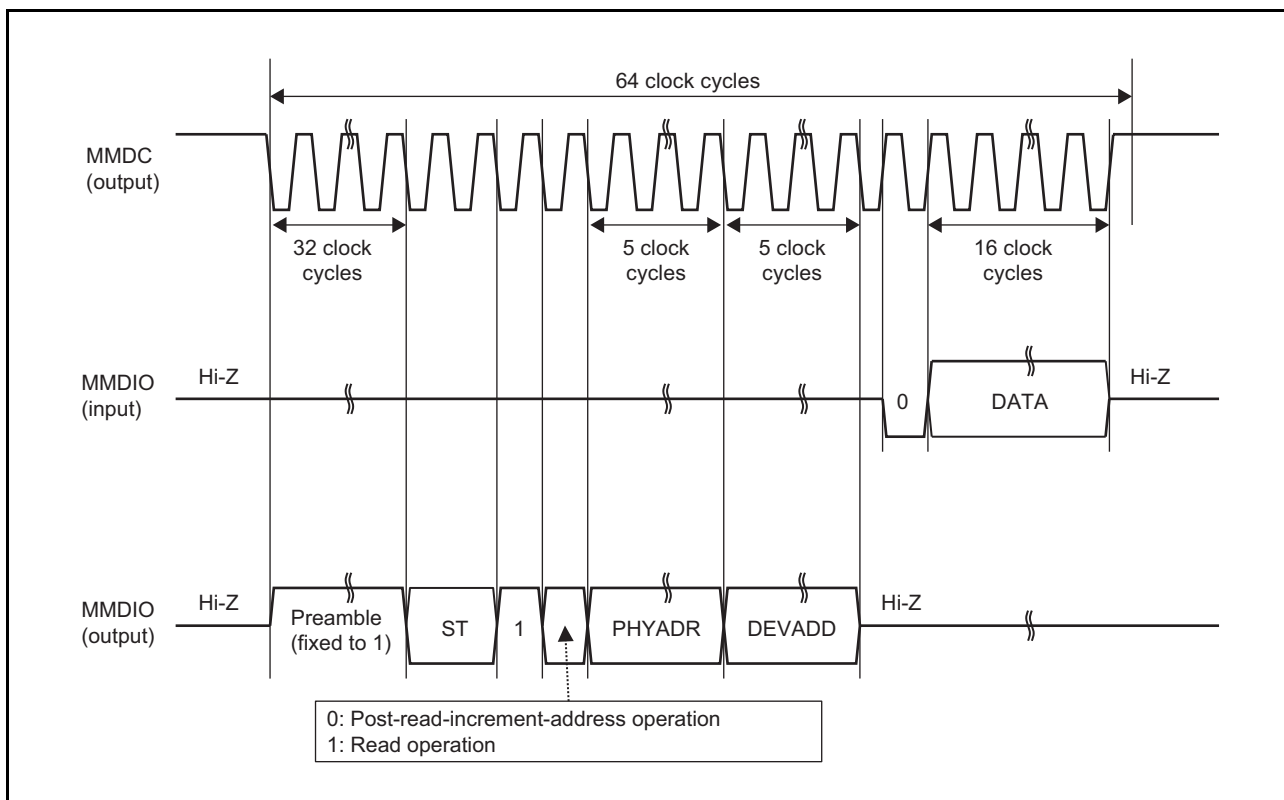 64 clock cycles
MMDC
(output)
32 clock
cycles
5 clock
cycles
5 clock
cycles
16 clock
cycles
MMDIO
(input)
Hi-Z
0
DATA
Hi-Z
MMDIO
(output)
Hi-Z
Preamble
(fixed to 1)
ST
1
PHYADR
DEVADD
Hi-Z
0: Post-read-increment-address operation
1: Read operation